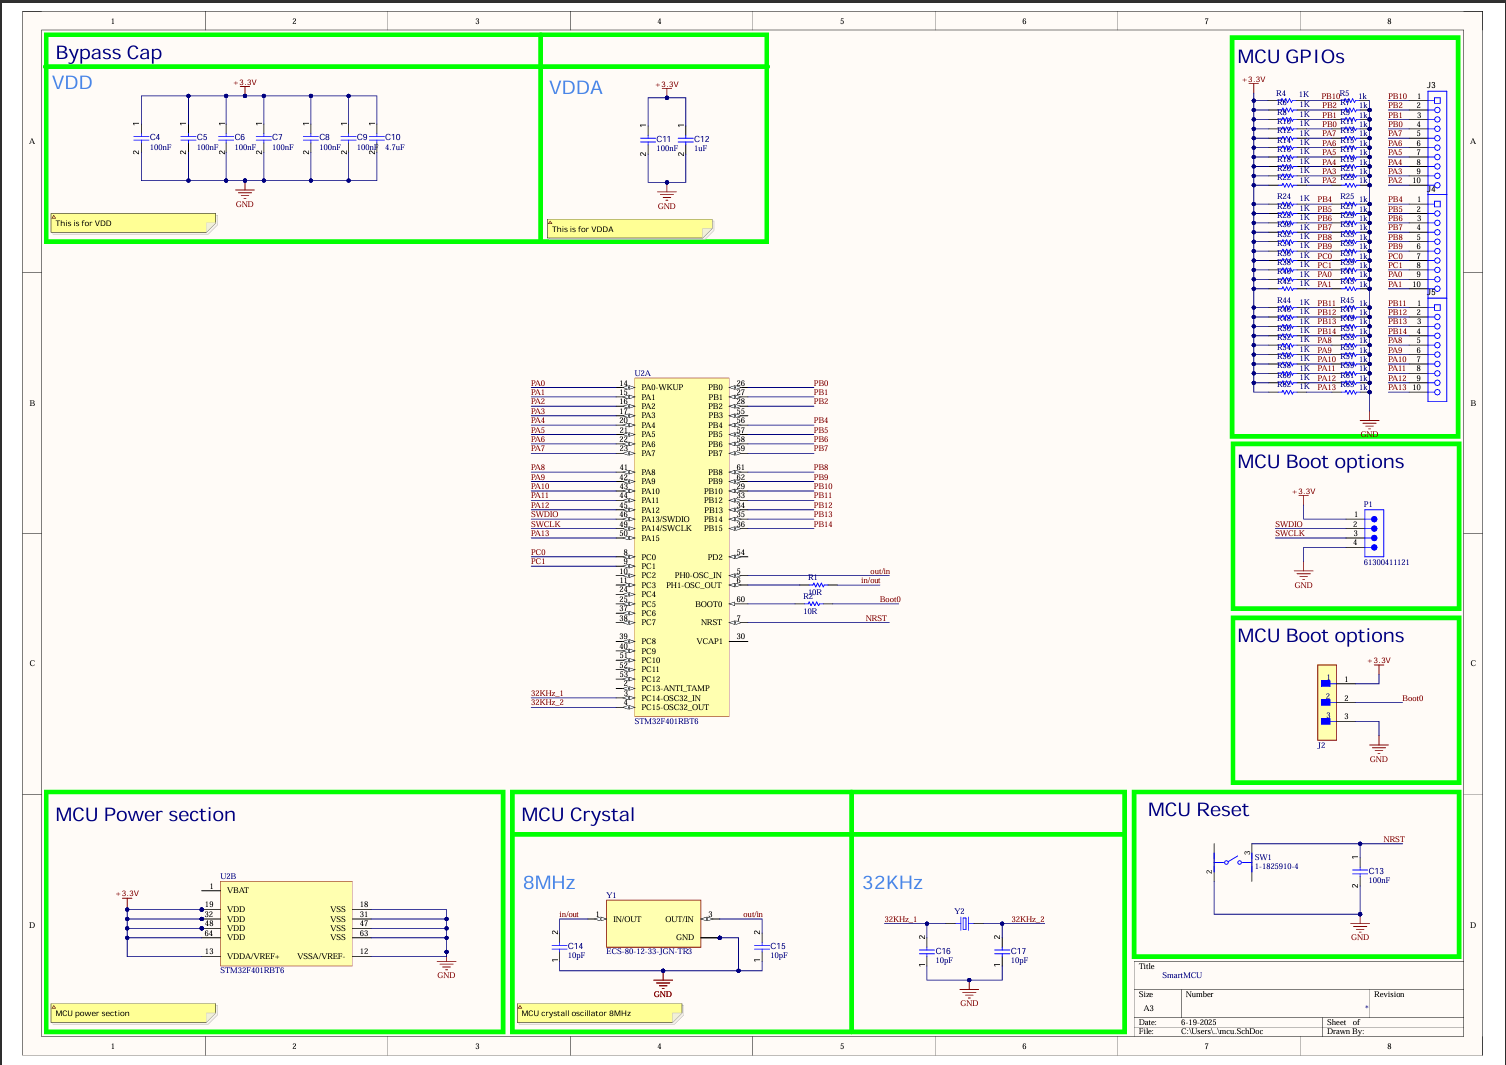 1 2 3 4 5 6 7 8
A
B
C
D
Bypass Cap
VDD
+3.3V
C4 100nF
C5 100nF
C6 100nF
C7 100nF
C8 100nF
C9 100nF
C10 4.7uF
GND
This is for VDD
VDDA
+3.3V
C11 100nF
C12 1uF
GND
This is for VDDA
MCU GPIOs
+3.3V
J3
R4 1K PB10 R5 1k PB10 1
1K PB2 1k PB2 2
1K PB1 1k PB1 3
1K PB0 1k PB0 4
1K PA7 1k PA7 5
1K PA6 1k PA6 6
1K PA5 1k PA5 7
1K PA4 1k PA4 8
1K PA3 1k PA3 9
1K PA2 1k PA2 10
J4
R24 1K PB4 R25 1k PB4 1
1K PB5 1k PB5 2
1K PB6 1k PB6 3
1K PB7 1k PB7 4
1K PB8 1k PB8 5
1K PB9 1k PB9 6
1K PC0 1k PC0 7
1K PC1 1k PC1 8
1K PA0 1k PA0 9
1K PA1 1k PA1 10
J5
R44 1K PB11 R45 1k PB11 1
1K PB12 1k PB12 2
1K PB13 1k PB13 3
1K PB14 1k PB14 4
1K PA8 1k PA8 5
1K PA9 1k PA9 6
1K PA10 1k PA10 7
1K PA11 1k PA11 8
1K PA12 1k PA12 9
1K PA13 1k PA13 10
GND
U2A
PA0 14 PA0-WKUP PB0 26 PB0
PA1 15 PA1 PB1 27 PB1
PA2 16 PA2 PB2 28 PB2
PA3 17 PA3 PB3 55
PA4 20 PA4 PB4 56 PB4
PA5 21 PA5 PB5 57 PB5
PA6 22 PA6 PB6 58 PB6
PA7 23 PA7 PB7 59 PB7
PA8 41 PA8 PB8 61 PB8
PA9 42 PA9 PB9 62 PB9
PA10 43 PA10 PB10 29 PB10
PA11 44 PA11 PB12 33 PB11
PA12 45 PA12 PB13 34 PB12
SWDIO 46 PA13/SWDIO PB14 35 PB13
SWCLK 49 PA14/SWCLK PB15 36 PB14
PA13 50 PA15
PC0 8 PC0 PD2 54
PC1 9 PC1
10 PC2 PH0-OSC_IN 5 out/in
11 PC3 PH1-OSC_OUT 6 R1 10R in/out
24 PC4
25 PC5 BOOT0 60 R2 10R Boot0
37 PC6
38 PC7 NRST 7 NRST
39 PC8 VCAP1 30
40 PC9
51 PC10
52 PC11
53 PC12
2 PC13-ANTI_TAMP
32KHz_1 3 PC14-OSC32_IN
32KHz_2 4 PC15-OSC32_OUT
STM32F401RBT6
MCU Boot options
+3.3V
P1
1
SWDIO 2
SWCLK 3
4
GND
61300411121
MCU Boot options
+3.3V
1 1
2 2 Boot0
3 3
J2
GND
MCU Power section
U2B
+3.3V
1 VBAT
19 VDD VSS 18
32 VDD VSS 31
48 VDD VSS 47
64 VDD VSS 63
13 VDDA/VREF+ VSSA/VREF- 12
STM32F401RBT6
GND
MCU power section
MCU Crystal
8MHz
Y1
in/out 1 IN/OUT OUT/IN 3 out/in
GND
ECS-80-12-33-JGN-TR3
C14 10pF
C15 10pF
GND
MCU crystall oscillator 8MHz
32KHz
32KHz_1 Y2 32KHz_2
C16 10pF
C17 10pF
GND
MCU Reset
NRST
SW1
1-1825910-4
2 3
C13 100nF
GND
Title
SmartMCU
Size Number Revision
A3 *
Date: 6-19-2025 Sheet of
File: C:\Users\..\mcu.SchDoc Drawn By:
1 2 3 4 5 6 7 8